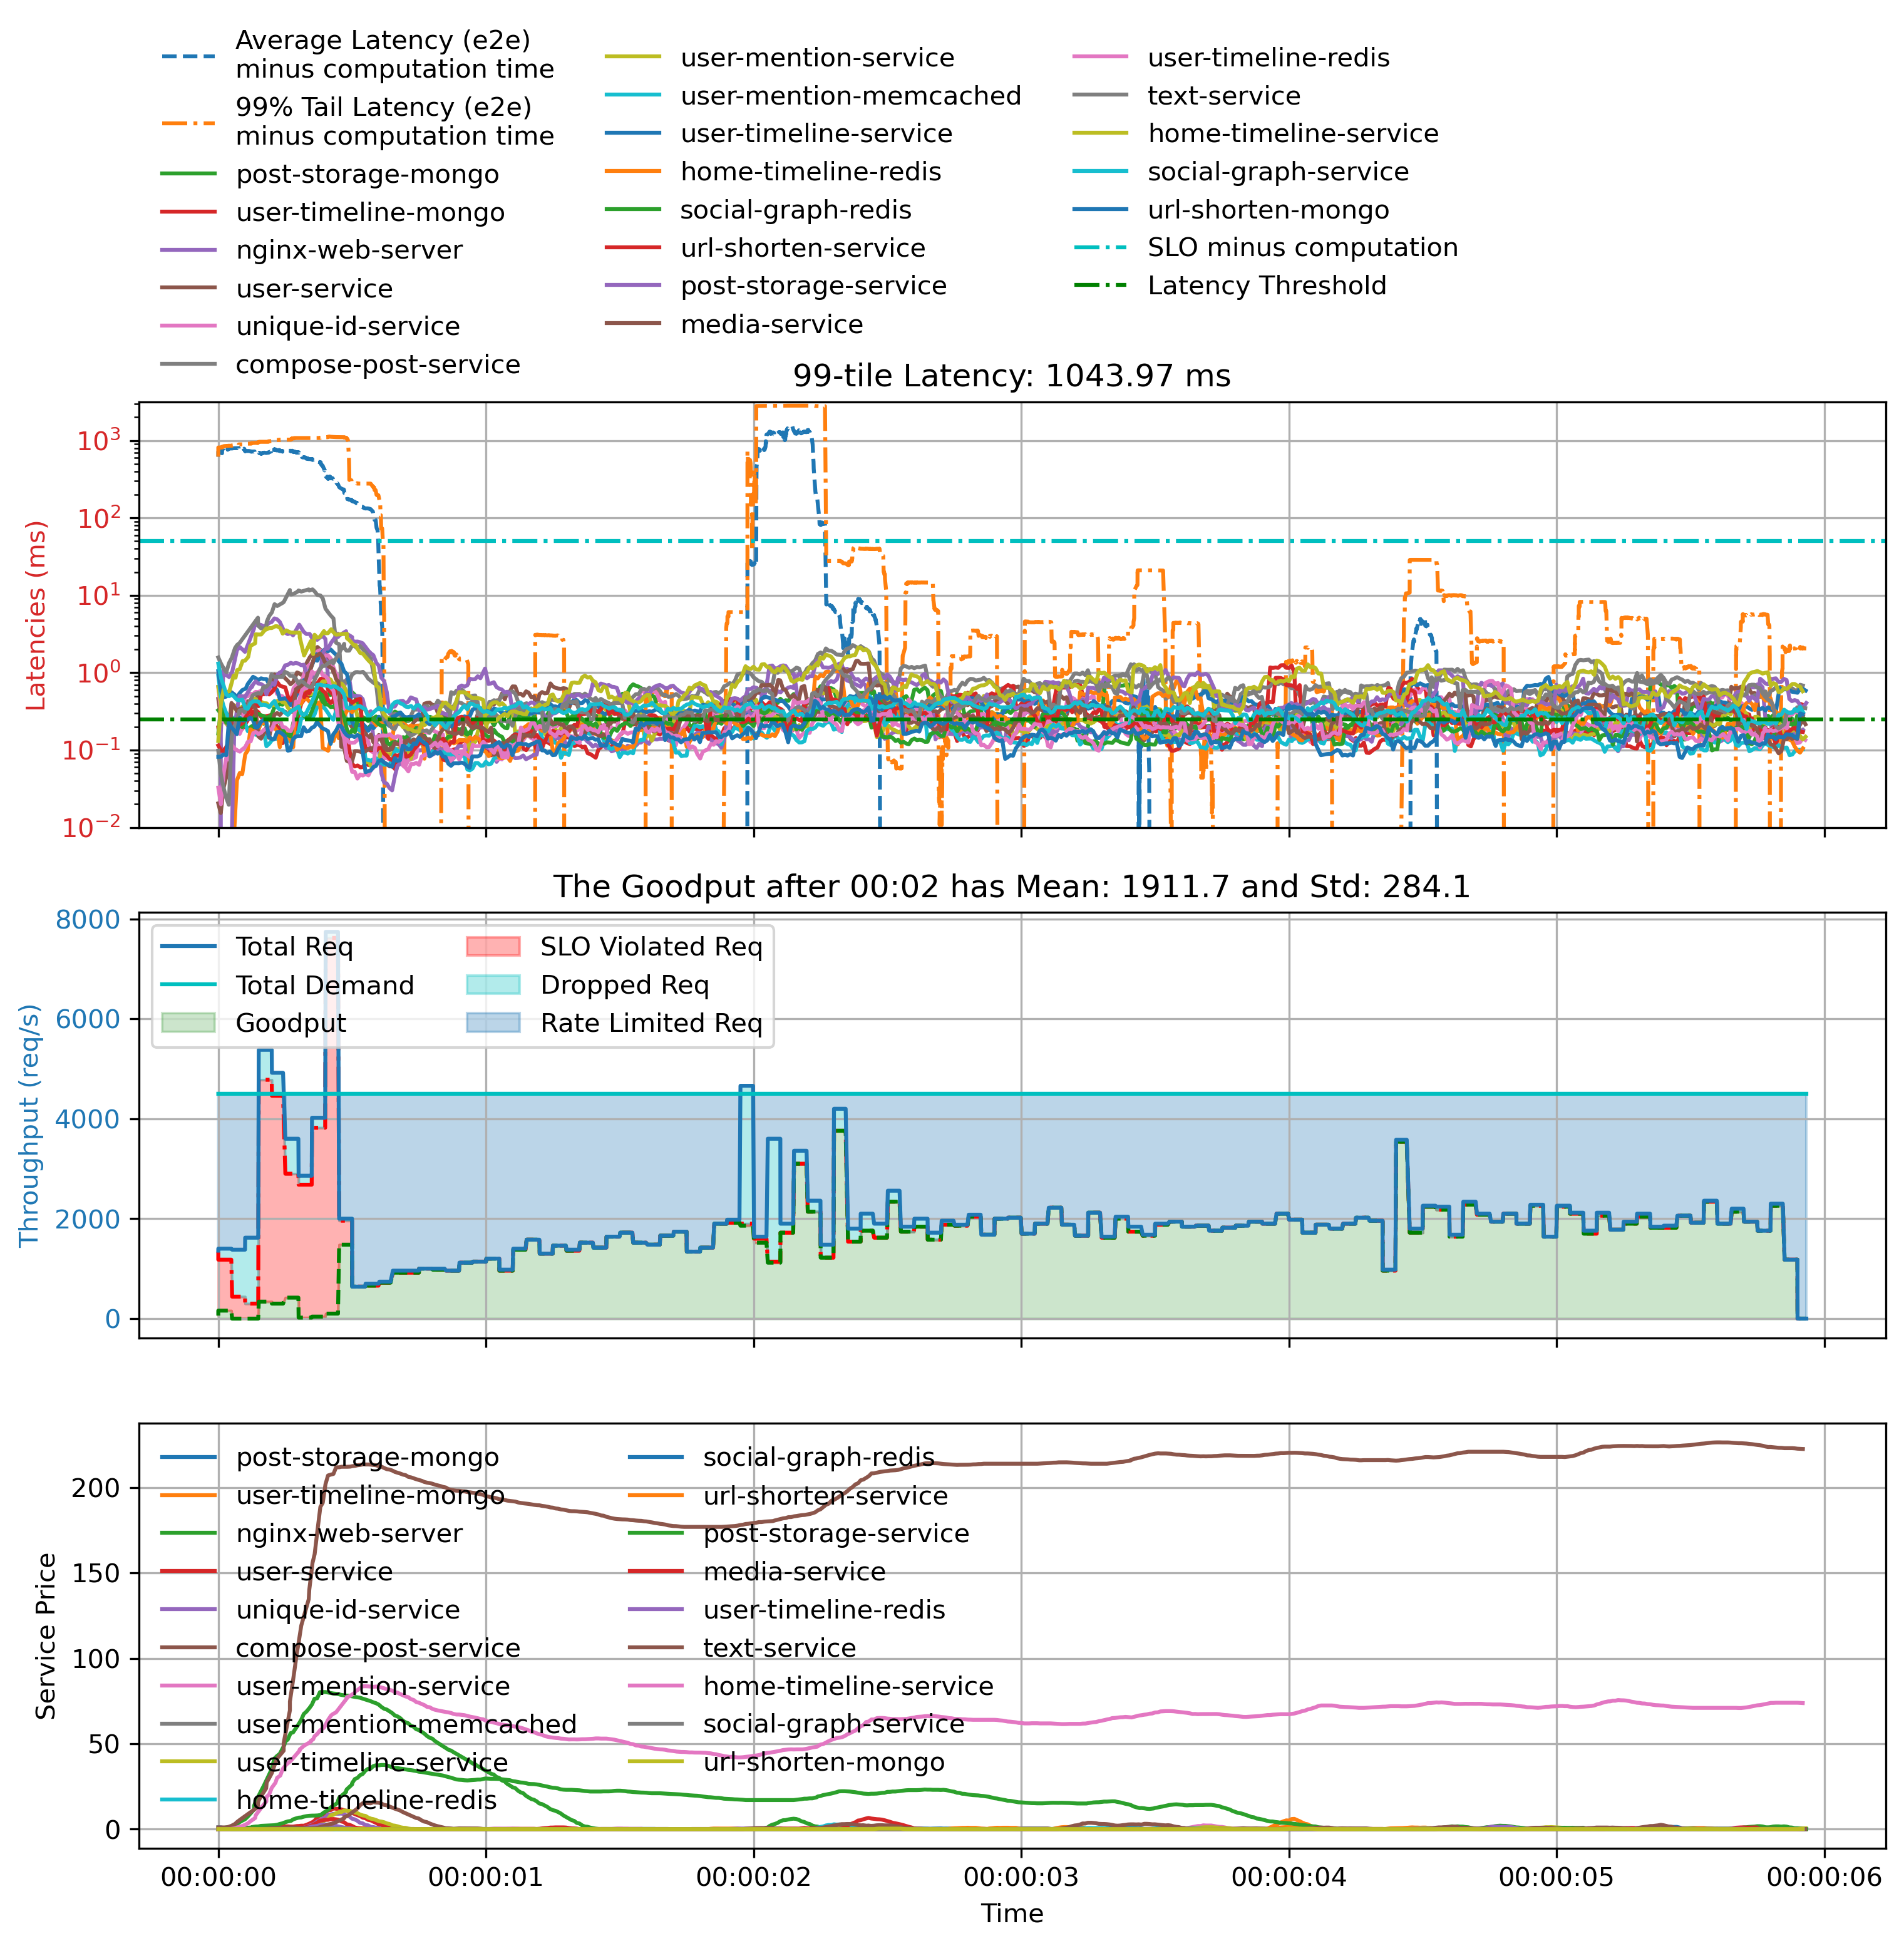 Average Latency (e2e)
minus computation time
99% Tail Latency (e2e)
minus computation time
post-storage-mongo
user-timeline-mongo
nginx-web-server
user-service
unique-id-service
compose-post-service
user-mention-service
user-mention-memcached
user-timeline-service
home-timeline-redis
social-graph-redis
url-shorten-service
post-storage-service
media-service
user-timeline-redis
text-service
home-timeline-service
social-graph-service
url-shorten-mongo
SLO minus computation
Latency Threshold
99-tile Latency: 1043.97 ms
Latencies (ms)
10³
10²
10¹
10⁰
10⁻¹
10⁻²
The Goodput after 00:02 has Mean: 1911.7 and Std: 284.1
Throughput (req/s)
8000
6000
4000
2000
0
Total Req
Total Demand
Goodput
SLO Violated Req
Dropped Req
Rate Limited Req
Service Price
200
150
100
50
0
post-storage-mongo
user-timeline-mongo
nginx-web-server
user-service
unique-id-service
compose-post-service
user-mention-service
user-mention-memcached
user-timeline-service
home-timeline-redis
social-graph-redis
url-shorten-service
post-storage-service
media-service
user-timeline-redis
text-service
home-timeline-service
social-graph-service
url-shorten-mongo
00:00:00
00:00:01
00:00:02
00:00:03
00:00:04
00:00:05
00:00:06
Time